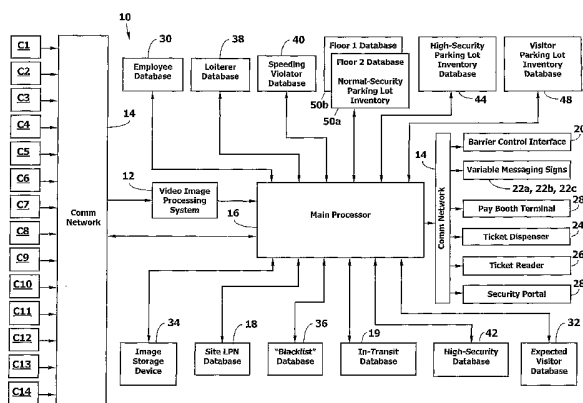 10
C1
C2
C3
C4
C5
C6
C7
C8
C9
C10
C11
C12
C13
C14
14
Comm
Network
30
Employee
Database
38
Loiterer
Database
40
Speeding
Violator
Database
Floor 1 Database
Floor 2 Database
Normal-Security
Parking Lot
Inventory
50b
50a
High-Security
Parking Lot
Inventory
Database
44
Visitor
Parking Lot
Inventory
Database
48
12
Video Image
Processing
System
16
Main Processor
14
Comm Network
Barrier Control Interface
20
Variable Messaging Signs
22a, 22b, 22c
Pay Booth Terminal
28
Ticket Dispenser
24
Ticket Reader
26
Security Portal
28
34
Image
Storage
Device
18
Site LPN
Database
36
"Blacklist"
Database
19
In-Transit
Database
42
High-Security
Database
32
Expected
Visitor
Database